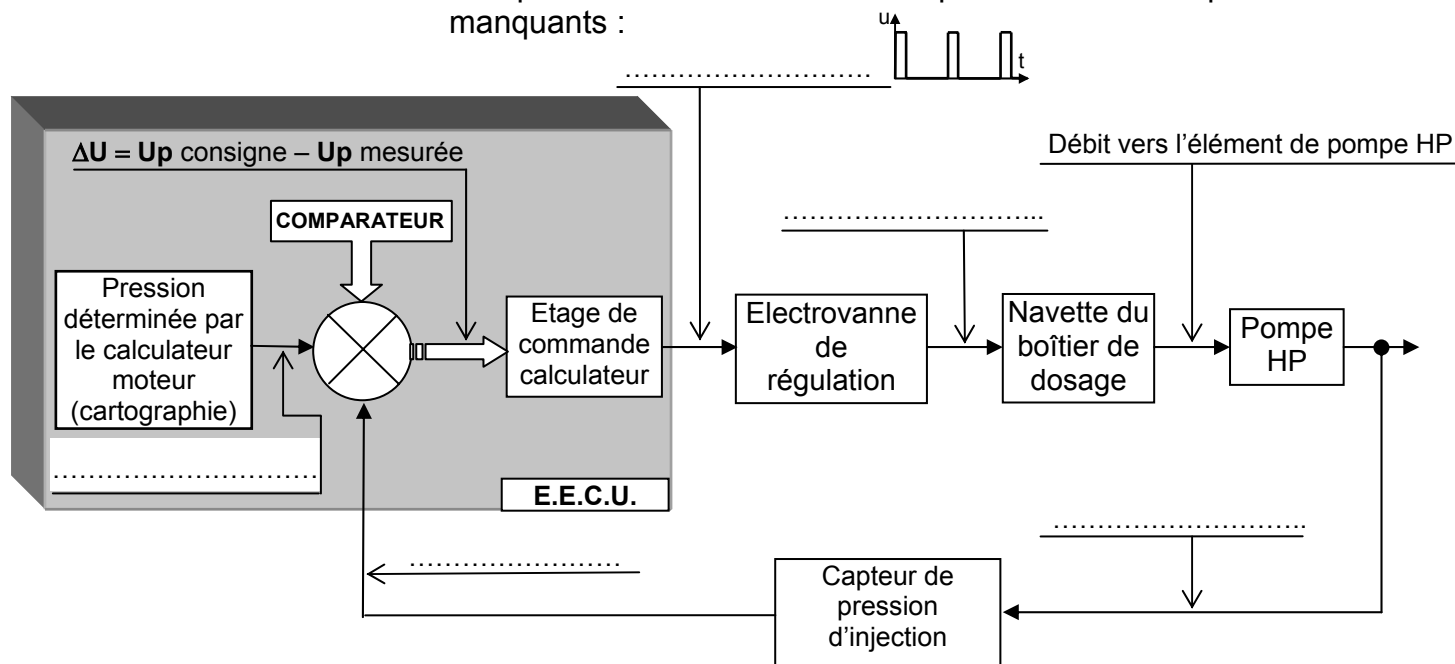 manquants :
u
t
……………………….
ΔU = Up consigne – Up mesurée
Débit vers l’élément de pompe HP
COMPARATEUR
………………………...
Pression
déterminée par
le calculateur
moteur
(cartographie)
Etage de
commande
calculateur
Electrovanne
de
régulation
Navette du
boîtier de
dosage
Pompe
HP
………………………….
E.E.C.U.
……………………..
…………………
Capteur de
pression
d’injection